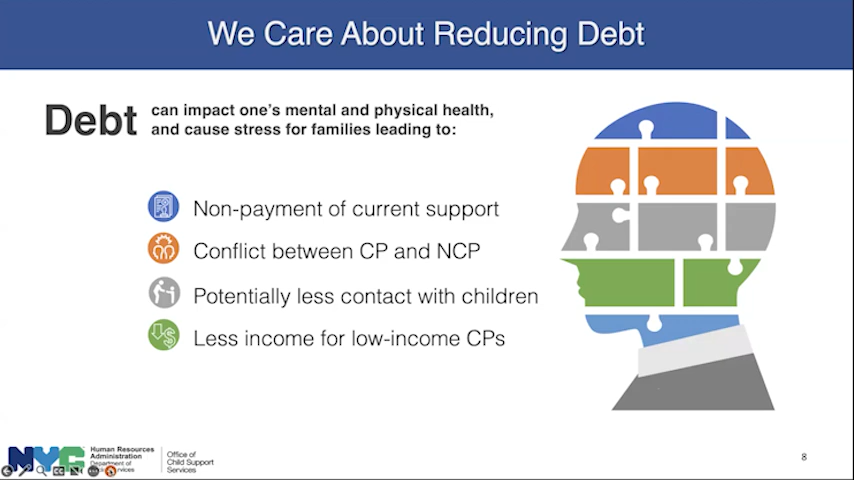 We Care About Reducing Debt
Debt
can impact one's mental and physical health,
and cause stress for families leading to:
Non-payment of current support
Conflict between CP and NCP
Potentially less contact with children
Less income for low-income CPs
NYC
Human Resources
Administration
Department of
Office of
Child Support
Services
8